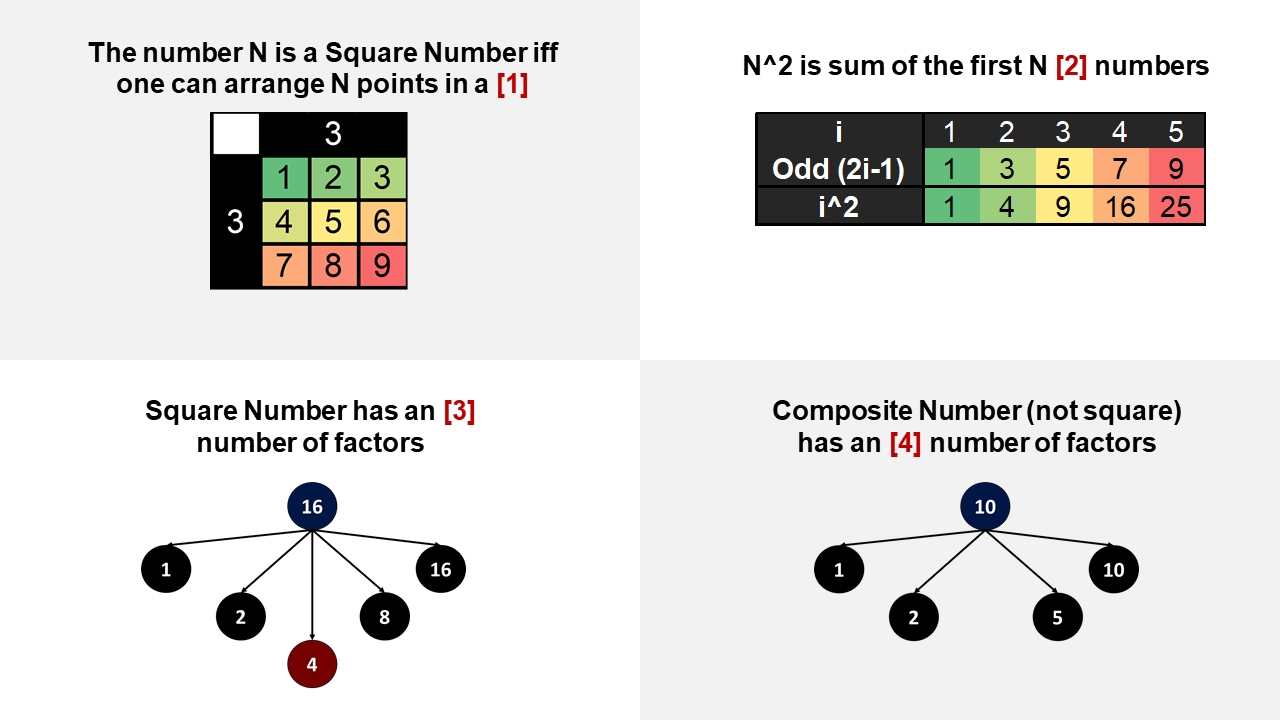 The number N is a Square Number iff
one can arrange N points in a [1]
3
1 2 3
3 4 5 6
7 8 9
N^2 is sum of the first N [2] numbers
i 1 2 3 4 5
Odd (2i-1) 1 3 5 7 9
i^2 1 4 9 16 25
Square Number has an [3]
number of factors
16
1 16
2 8
4
Composite Number (not square)
has an [4] number of factors
10
1 10
2 5